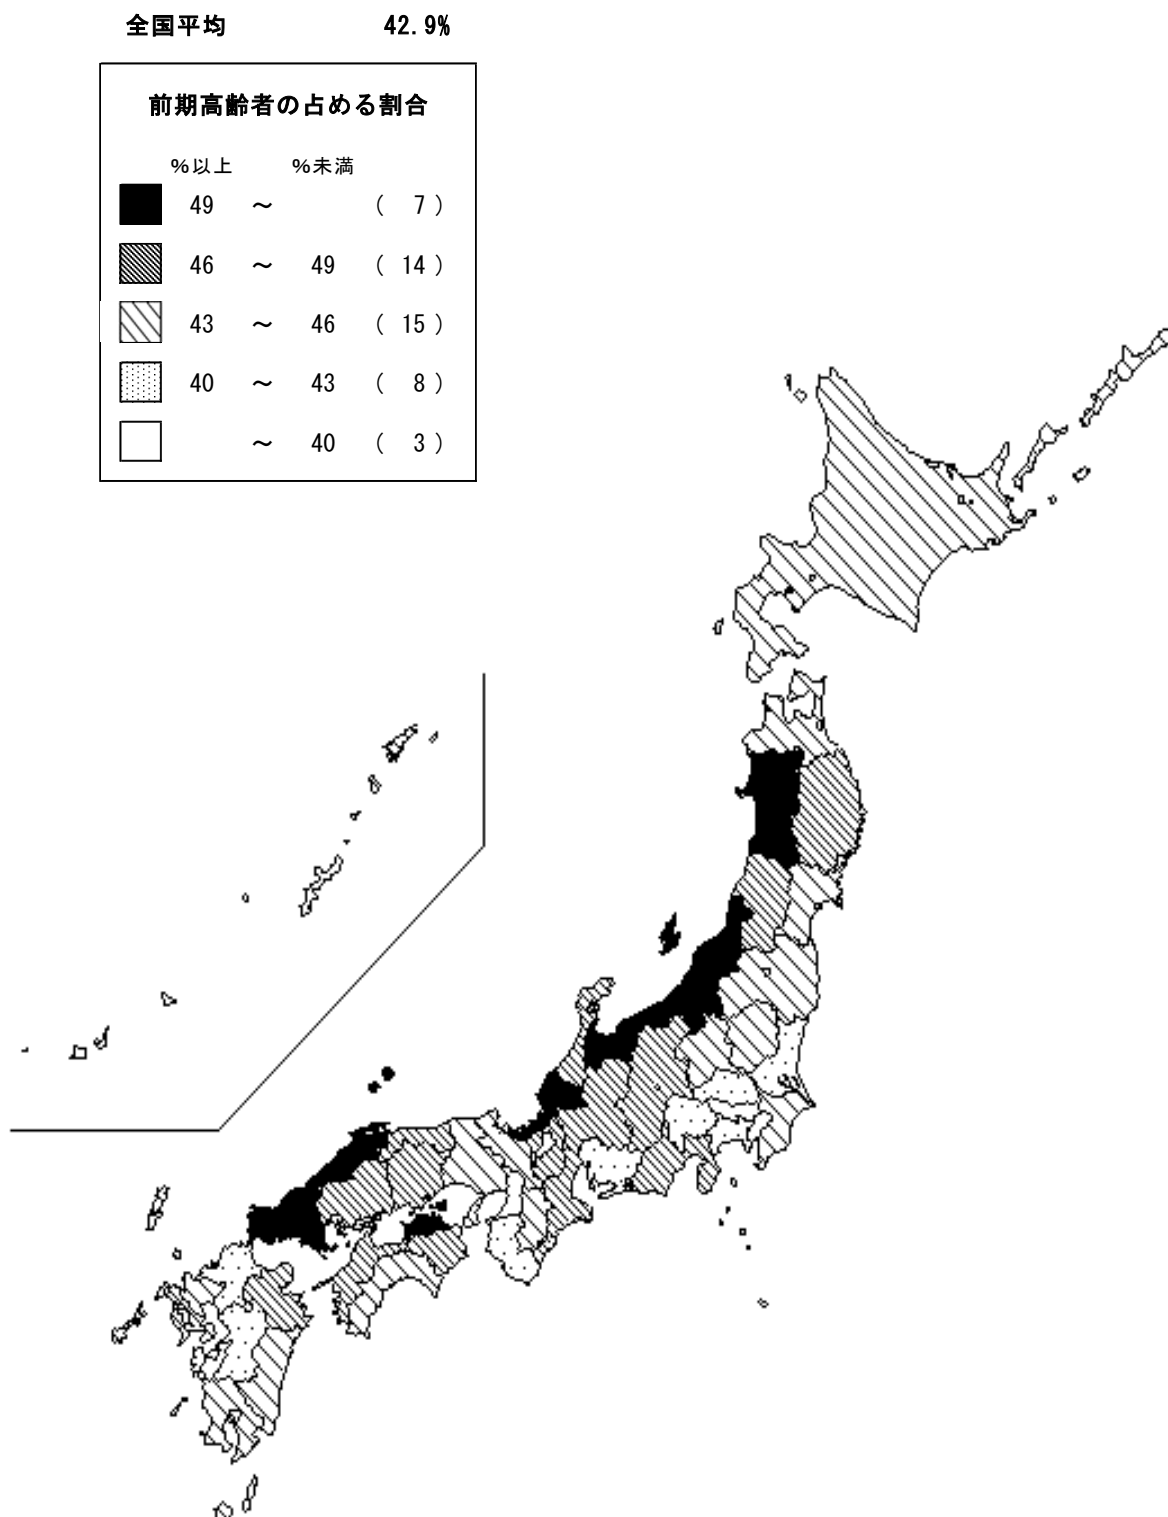 全国平均 42.9%
前期高齢者の占める割合
%以上 %未満
49 ～ ( 7 )
46 ～ 49 ( 14 )
43 ～ 46 ( 15 )
40 ～ 43 ( 8 )
～ 40 ( 3 )